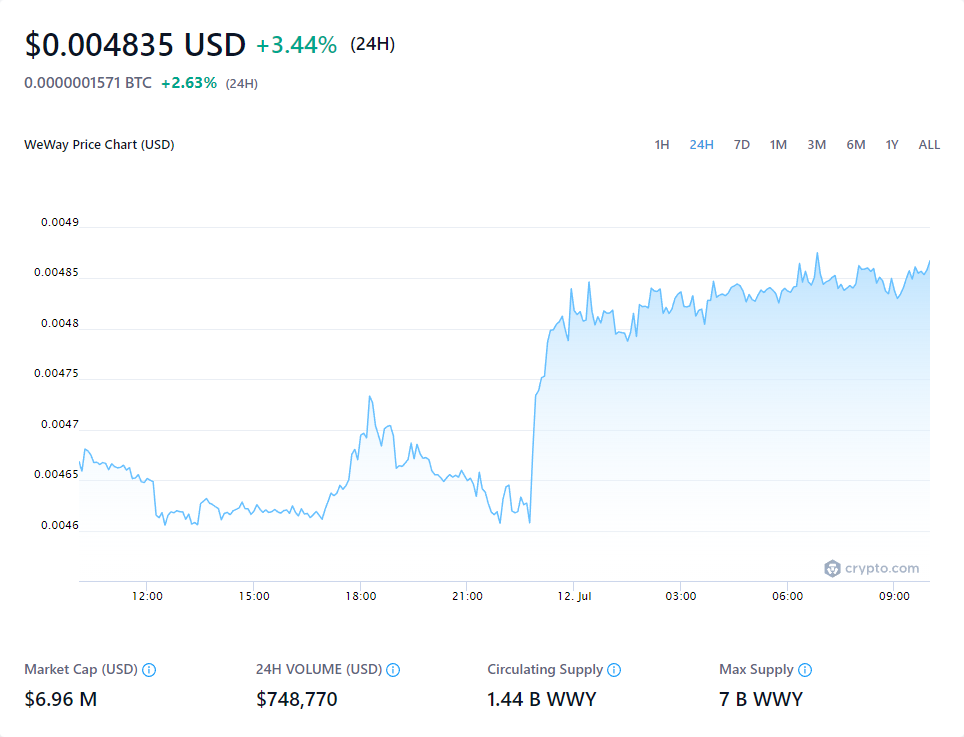 $0.004835 USD +3.44% (24H)
0.0000001571 BTC +2.63% (24H)
WeWay Price Chart (USD) 1H 24H 7D 1M 3M 6M 1Y ALL
0.0049
0.00485
0.0048
0.00475
0.0047
0.00465
0.0046
crypto.com
12:00 15:00 18:00 21:00 12. Jul 03:00 06:00 09:00
Market Cap (USD) 24H VOLUME (USD) Circulating Supply Max Supply
$6.96 M $748,770 1.44 B WWY 7 B WWY